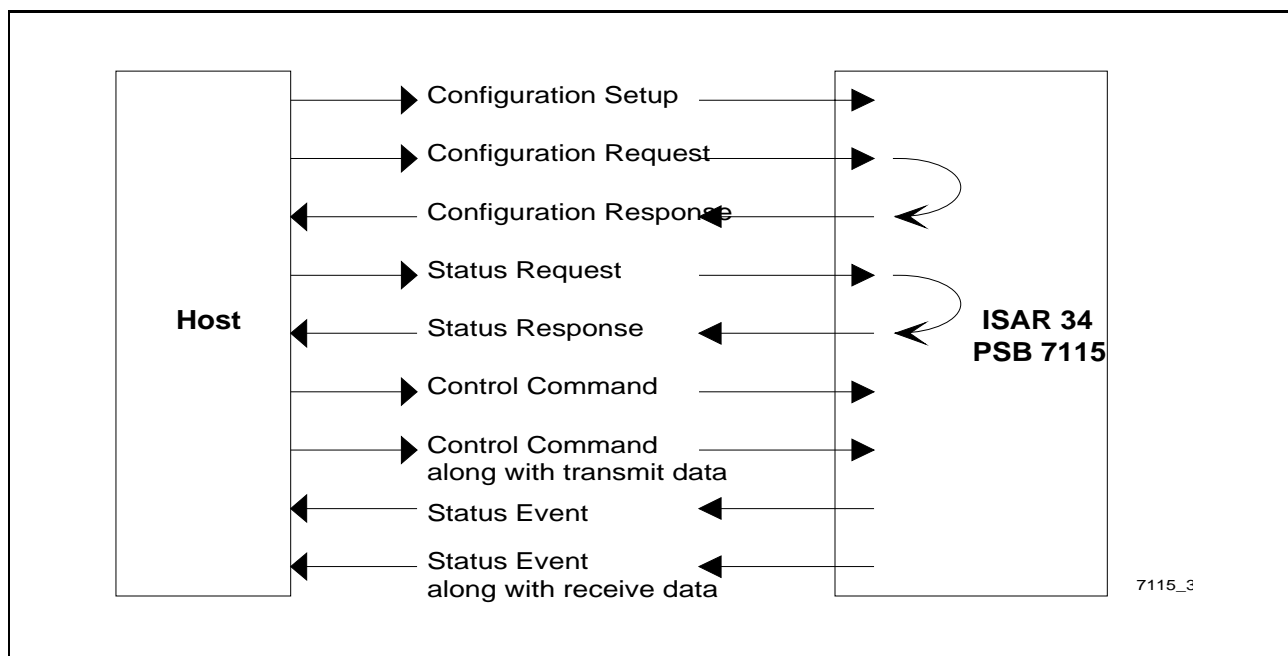 Configuration Setup
Configuration Request
Configuration Response
Status Request
Host
Status Response
ISAR 34
PSB 7115
Control Command
Control Command
along with transmit data
Status Event
Status Event
along with receive data
7115_3